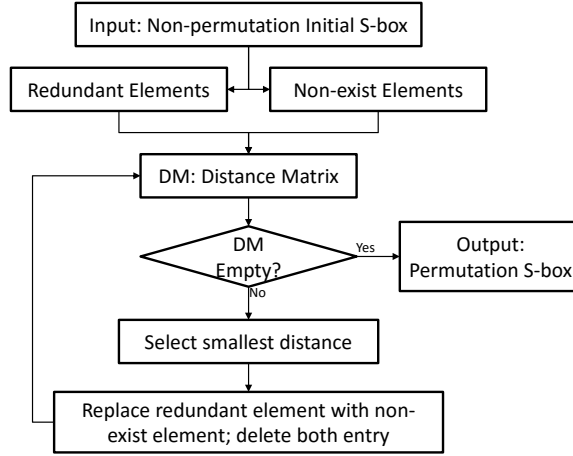 Input: Non-permutation Initial S-box
Redundant Elements
Non-exist Elements
DM: Distance Matrix
DM
Empty?
Yes
Output:
Permutation S-box
No
Select smallest distance
Replace redundant element with non-
exist element; delete both entry